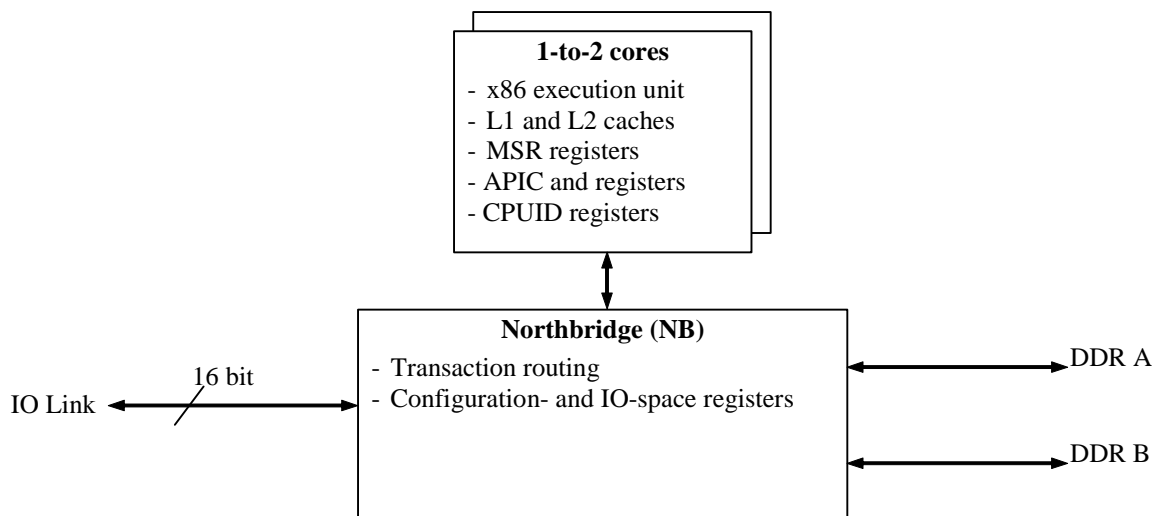 1-to-2 cores
- x86 execution unit
- L1 and L2 caches
- MSR registers
- APIC and registers
- CPUID registers
Northbridge (NB)
- Transaction routing
- Configuration- and IO-space registers
16 bit
IO Link
DDR A
DDR B